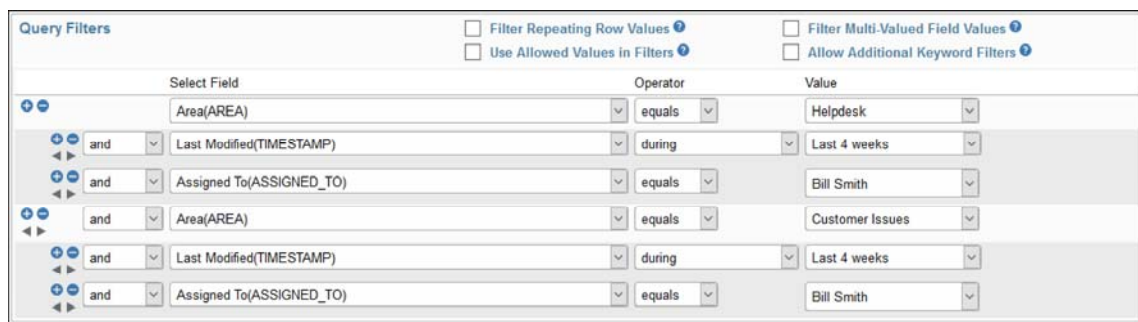 Query Filters Filter Repeating Row Values Filter Multi-Valued Field Values
Use Allowed Values in Filters Allow Additional Keyword Filters
Select Field Operator Value
Area(AREA) equals Helpdesk
and Last Modified(TIMESTAMP) during Last 4 weeks
and Assigned To(ASSIGNED_TO) equals Bill Smith
and Area(AREA) equals Customer Issues
and Last Modified(TIMESTAMP) during Last 4 weeks
and Assigned To(ASSIGNED_TO) equals Bill Smith